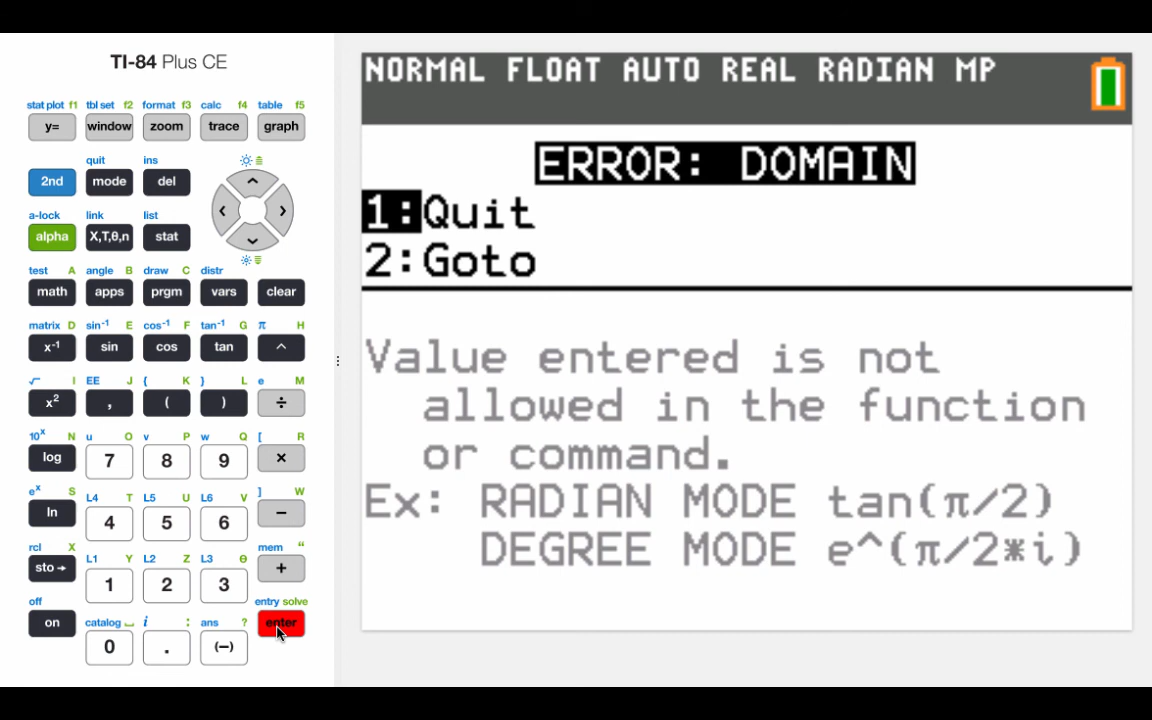 TI-84 Plus CE
stat plot f1 tbl set f2 format f3 calc f4 table f5
y= window zoom trace graph
quit ins
2nd mode del
a-lock link list
alpha X,T,θ,n stat
test A angle B draw C distr
math apps prgm vars clear
matrix D sin⁻¹ E cos⁻¹ F tan⁻¹ G π H
x⁻¹ sin cos tan ^
√ I EE J { K } L e M
x² , ( ) ÷
10ˣ N u O v P w Q [ R
log 7 8 9 ×
eˣ S L4 T L5 U L6 V ] W
ln 4 5 6 −
rcl X L1 Y L2 Z L3 θ mem "
sto → 1 2 3 +
off catalog ⎵ i : ans ? entry solve
on 0 . (−) enter
NORMAL FLOAT AUTO REAL RADIAN MP
ERROR: DOMAIN
1:Quit
2:Goto
Value entered is not
allowed in the function
or command.
Ex: RADIAN MODE tan(π/2)
DEGREE MODE e^(π/2*i)